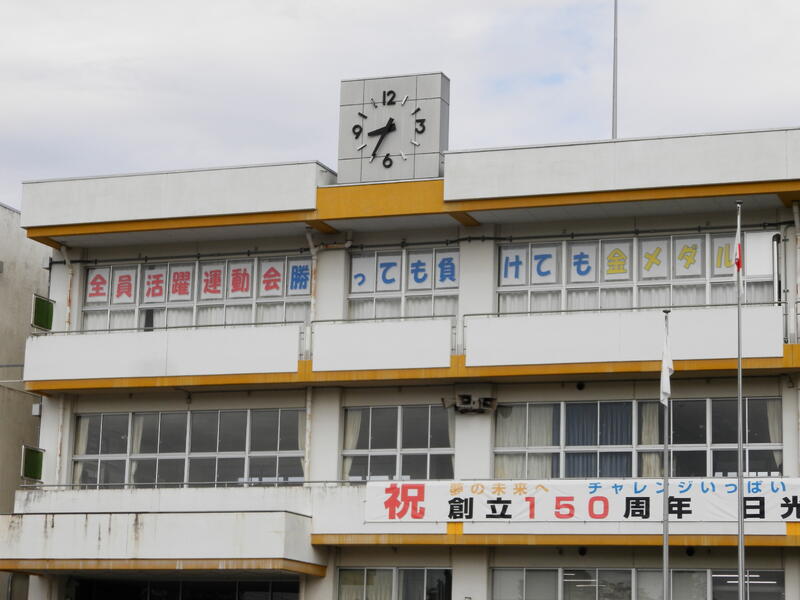 12
9 3
6
全員活躍運動会勝っても負けても金メダル
祝 夢の未来へ チャレンジいっぱい
創立150周年 日光